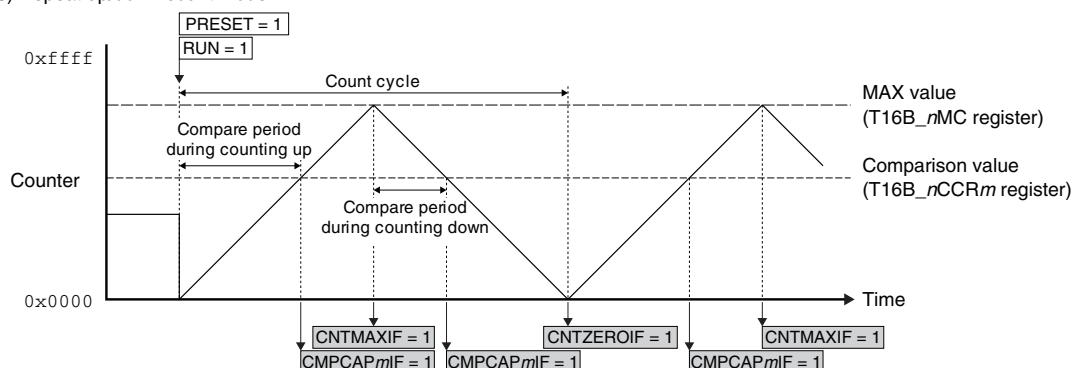 PRESET = 1
RUN = 1
0xffff
Count cycle
MAX value
(T16B_nMC register)
Compare period
during counting up
Comparison value
(T16B_nCCRm register)
Counter
Compare period
during counting down
0x0000
Time
CNTMAXIF = 1
CNTZEROIF = 1
CNTMAXIF = 1
CMPCAPmIF = 1
CMPCAPmIF = 1
CMPCAPmIF = 1